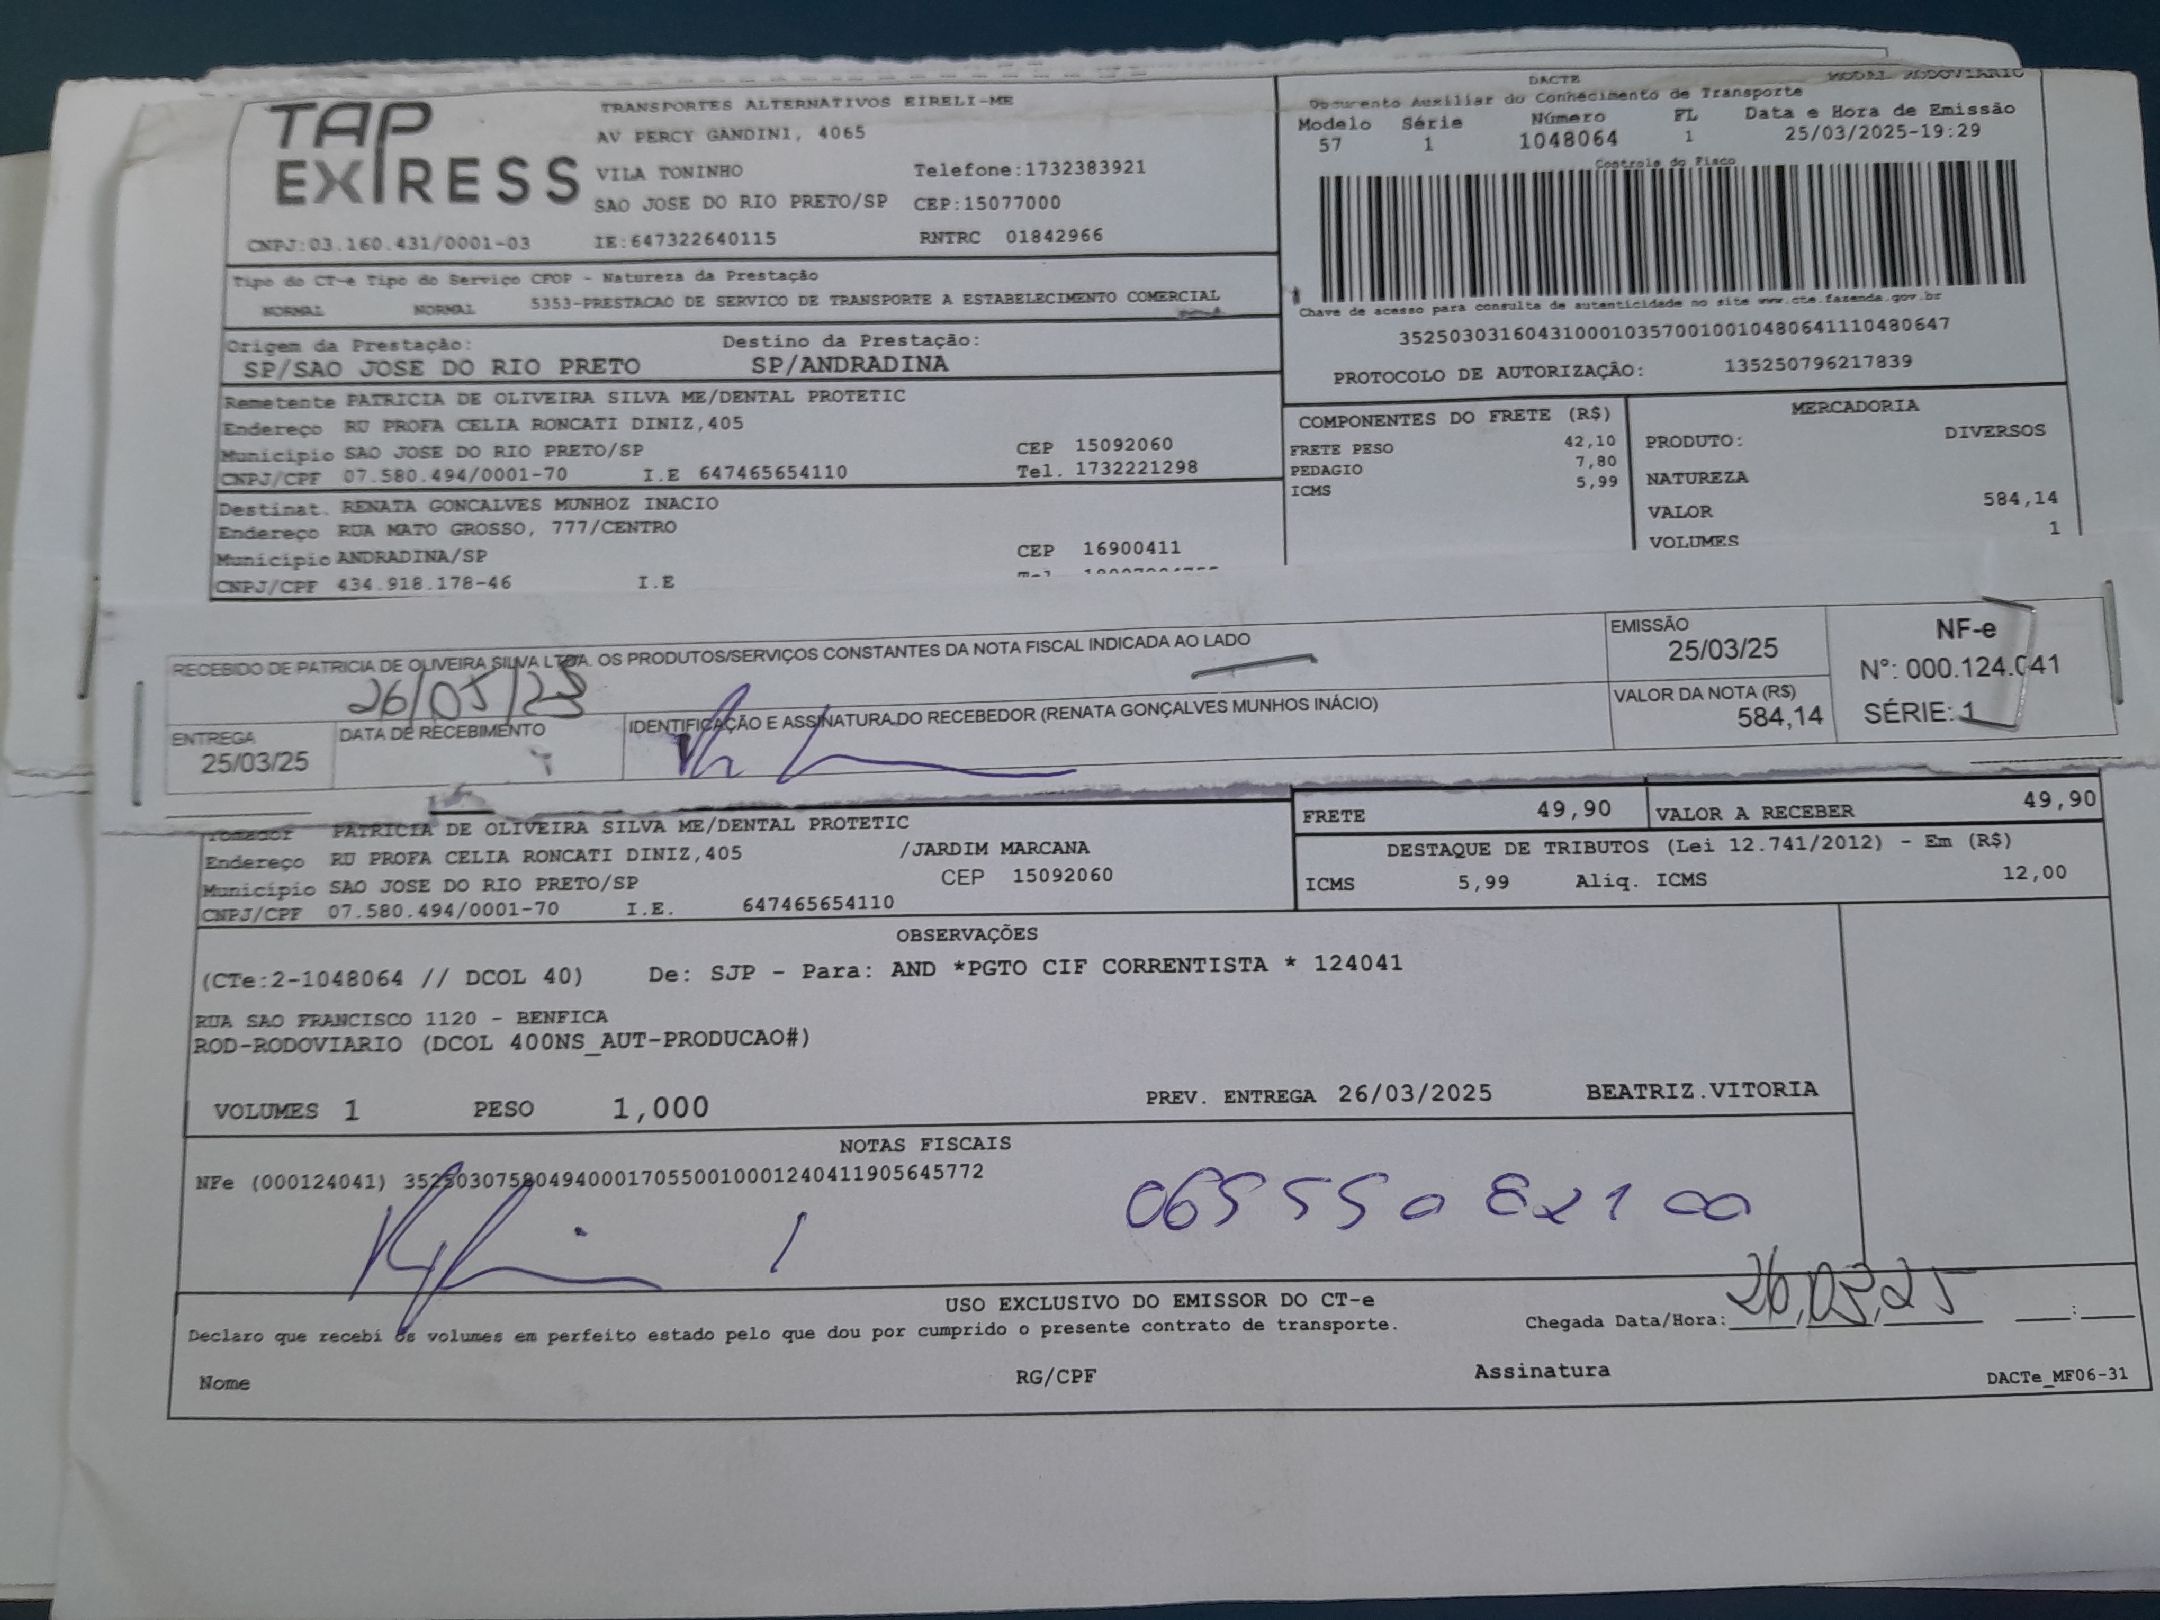 TAP EXPRESS
TRANSPORTES ALTERNATIVOS EIRELI-ME
AV PERCY GANDINI, 4065
VILA TONINHO Telefone:1732383921
SAO JOSE DO RIO PRETO/SP CEP:15077000
CNPJ:03.160.431/0001-03 IE:647322640115 RNTRC 01842966
DACTE MODAL RODOVIARIO
Documento Auxiliar do Conhecimento de Transporte
Modelo Série Número FL Data e Hora de Emissão
57 1 1048064 1 25/03/2025-19:29
Controle do Fisco
Chave de acesso para consulta de autenticidade no site www.cte.fazenda.gov.br
35250303160431000103570010010480641110480647
PROTOCOLO DE AUTORIZAÇÃO: 135250796217839
Tipo do CT-e Tipo do Serviço CFOP - Natureza da Prestação
NORMAL NORMAL 5353-PRESTACAO DE SERVICO DE TRANSPORTE A ESTABELECIMENTO COMERCIAL
Origem da Prestação: Destino da Prestação:
SP/SAO JOSE DO RIO PRETO SP/ANDRADINA
Remetente PATRICIA DE OLIVEIRA SILVA ME/DENTAL PROTETIC
Endereço RU PROFA CELIA RONCATI DINIZ,405
Municipio SAO JOSE DO RIO PRETO/SP CEP 15092060
CNPJ/CPF 07.580.494/0001-70 I.E 647465654110 Tel. 1732221298
Destinat. RENATA GONCALVES MUNHOZ INACIO
Endereço RUA MATO GROSSO, 777/CENTRO
Municipio ANDRADINA/SP CEP 16900411
CNPJ/CPF 434.918.178-46 I.E
COMPONENTES DO FRETE (R$)
FRETE PESO 42,10
PEDAGIO 7,80
ICMS 5,99
MERCADORIA
PRODUTO: DIVERSOS
NATUREZA
VALOR 584,14
VOLUMES 1
RECEBIDO DE PATRICIA DE OLIVEIRA SILVA LTDA. OS PRODUTOS/SERVIÇOS CONSTANTES DA NOTA FISCAL INDICADA AO LADO
26/05/25
ENTREGA
25/03/25
DATA DE RECEBIMENTO
IDENTIFICAÇÃO E ASSINATURA DO RECEBEDOR (RENATA GONÇALVES MUNHOS INÁCIO)
EMISSÃO
25/03/25
VALOR DA NOTA (R$)
584,14
NF-e
Nº: 000.124.041
SÉRIE: 1
Tomador PATRICIA DE OLIVEIRA SILVA ME/DENTAL PROTETIC
Endereço RU PROFA CELIA RONCATI DINIZ,405 /JARDIM MARCANA
Município SAO JOSE DO RIO PRETO/SP CEP 15092060
CNPJ/CPF 07.580.494/0001-70 I.E. 647465654110
FRETE 49,90 VALOR A RECEBER 49,90
DESTAQUE DE TRIBUTOS (Lei 12.741/2012) - Em (R$)
ICMS 5,99 Aliq. ICMS 12,00
OBSERVAÇÕES
(CTe:2-1048064 // DCOL 40) De: SJP - Para: AND *PGTO CIF CORRENTISTA * 124041
RUA SAO FRANCISCO 1120 - BENFICA
ROD-RODOVIARIO (DCOL 400NS_AUT-PRODUCAO#)
VOLUMES 1 PESO 1,000 PREV. ENTREGA 26/03/2025 BEATRIZ.VITORIA
NOTAS FISCAIS
NFe (000124041) 35250307580494000170550010001240411905645772
USO EXCLUSIVO DO EMISSOR DO CT-e
Declaro que recebi os volumes em perfeito estado pelo que dou por cumprido o presente contrato de transporte.
Chegada Data/Hora: 26,03,25 :
Nome RG/CPF Assinatura DACTe_MF06-31